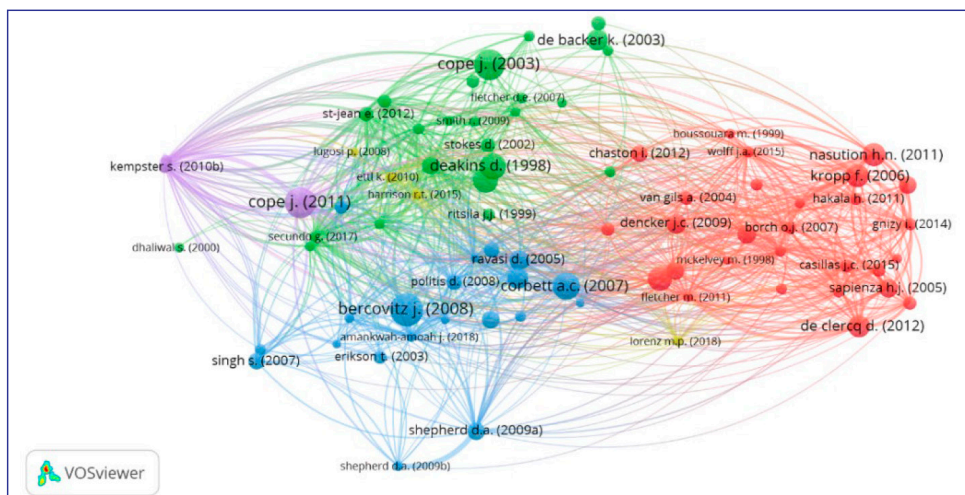 de backer k. (2003)
cope j. (2003)
fletcher d.e. (2007)
st-jean e. (2012)
smith r. (2009)
houssouara m. (1999)
stokes d. (2002)
lugosi p. (2008)
chaston i. (2012)
wolff j.a. (2015)
nasution h.n. (2011)
kempster s. (2010b)
deakins d. (1998)
kropp f. (2006)
ettl k. (2010)
harrison r.t. (2015)
van gils a. (2004)
hakala h. (2011)
cope j. (2011)
ritsila j.j. (1999)
dencker j.c. (2009)
borch o.j. (2007)
gnizy i. (2014)
secundo g. (2017)
dhaliwal s. (2000)
ravasi d. (2005)
mckelvey m. (1998)
casillas j.c. (2015)
politis d. (2008)
corbett a.c. (2007)
sapienza h.j. (2005)
fletcher m. (2011)
bercovitz j. (2008)
de clercq d. (2012)
amankwah-amoah j. (2018)
lorenz m.p. (2018)
singh s. (2007)
erikson t. (2003)
shepherd d.a. (2009a)
shepherd d.a. (2009b)
VOSviewer